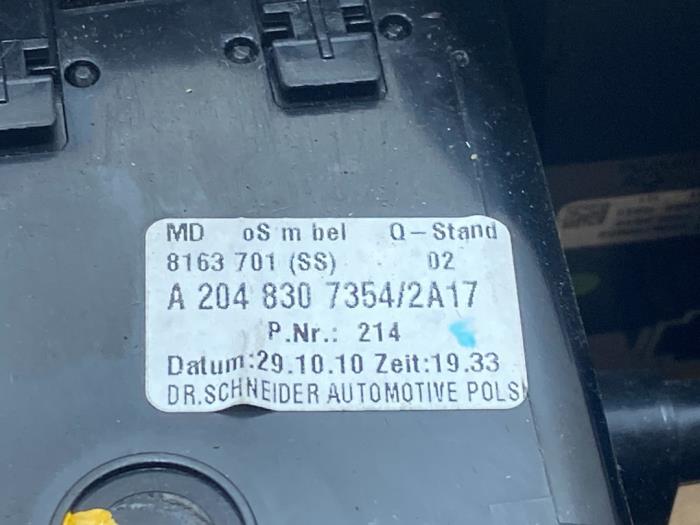 MD oS m bel Q-Stand
8163 701 (SS) 02
A 204 830 7354/2A17
P.Nr.: 214
Datum:29.10.10 Zeit:19.33
DR.SCHNEIDER AUTOMOTIVE POLS